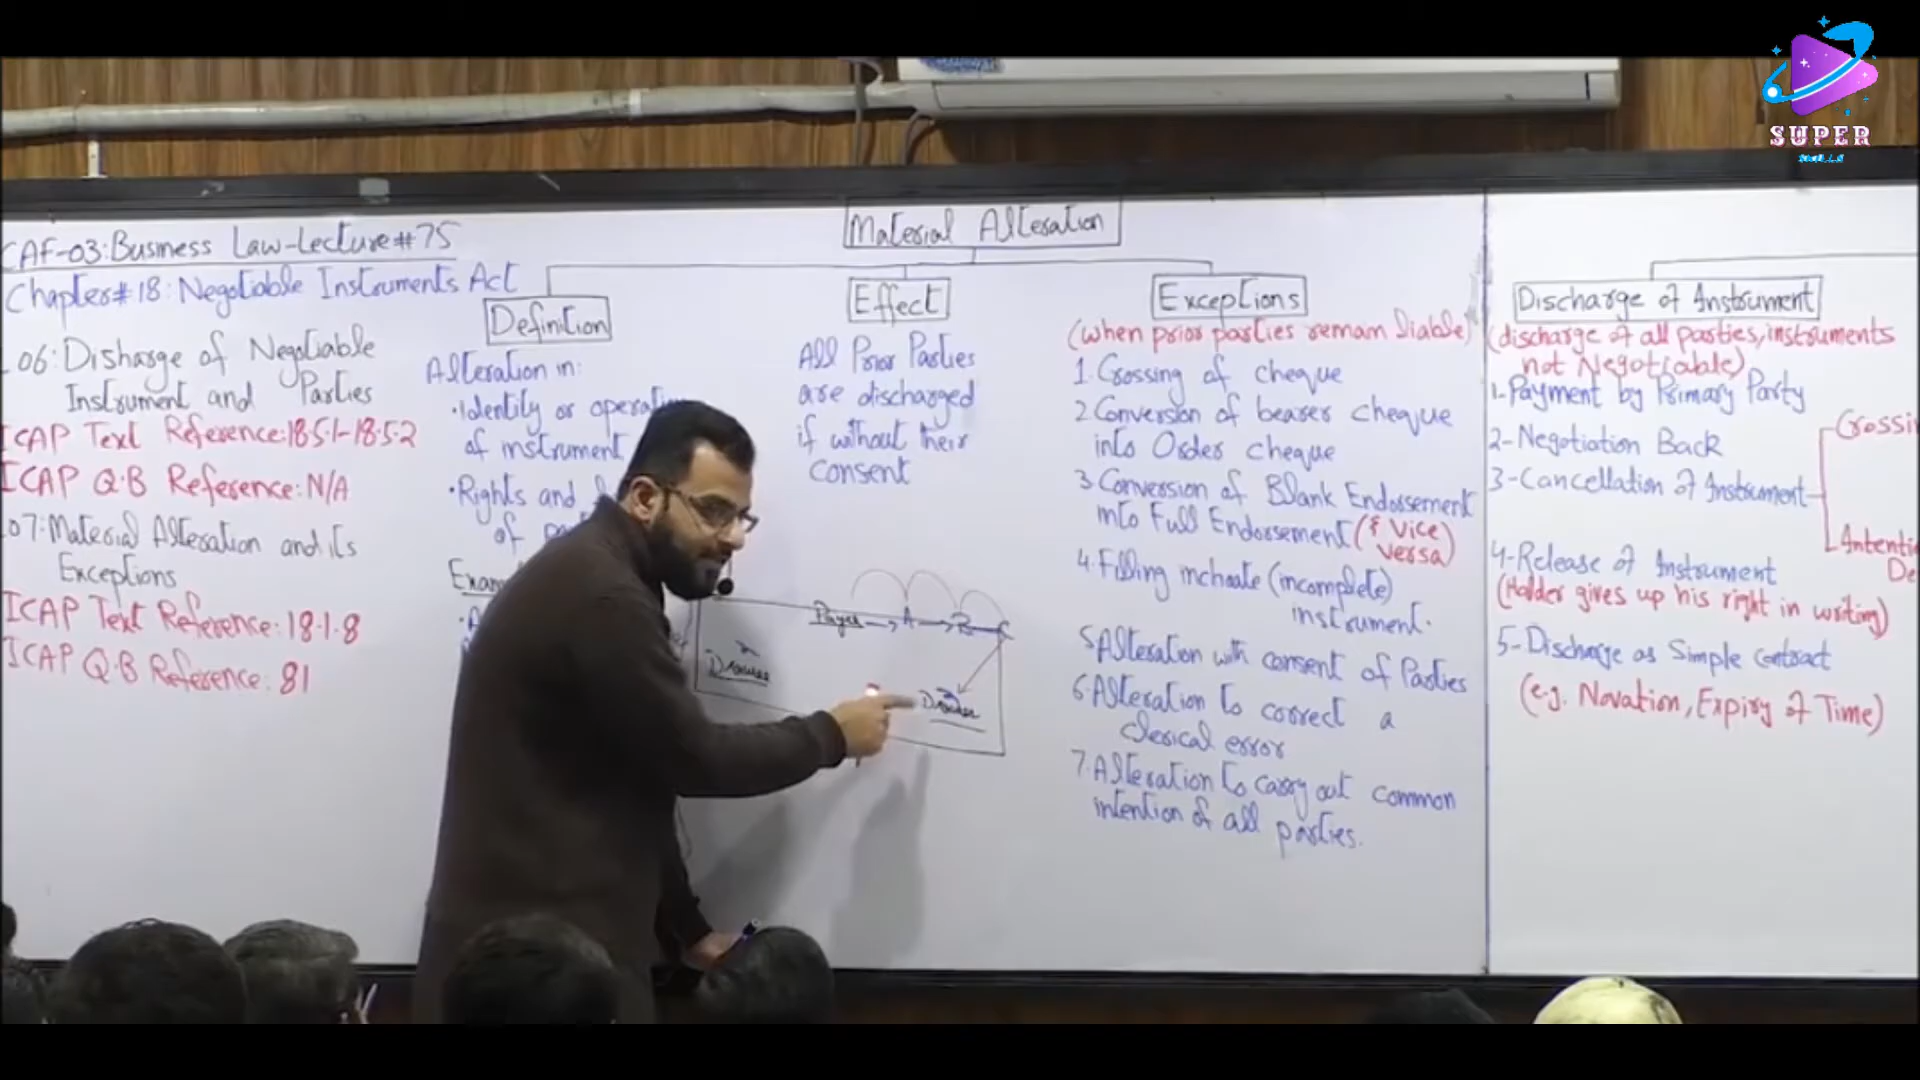 SUPER
CAF-03:Business Law-Lecture#75
Chapter#18: Negotiable Instruments Act
06: Disharge of Negotiable
Instrument and Parties
ICAP Text Reference:18.5.1-18.5.2
ICAP Q.B Reference:N/A
07:Material Alteration and its
Exceptions
ICAP Text Reference:18.1.8
ICAP Q.B Reference:81
Material Alteration
Definition
Alteration in:
•Identity or
of instrument
•Rights and
of
Effect
All Prior Parties
are discharged
if without their
consent
Payee → A → B → C
Drawee
Drawer
Exceptions
(when prior parties remain liable)
1.Crossing of cheque
2.Conversion of bearer cheque
into Order cheque
3.Conversion of Blank Endorsement
into Full Endorsement (& Vice
versa)
4.Filling inchoate (incomplete)
instrument.
5.Alteration with consent of Parties
6.Alteration to correct a
clerical error
7.Alteration to carry out common
intention of all parties.
Discharge of Instrument
(discharge of all parties,instruments
not Negotiable)
1-Payment by Primary Party
2-Negotiation Back
3-Cancellation of Instrument
4-Release of Instrument
(Holder gives up his right in writing)
5-Discharge as Simple contract
(e.g. Novation, Expiry of Time)